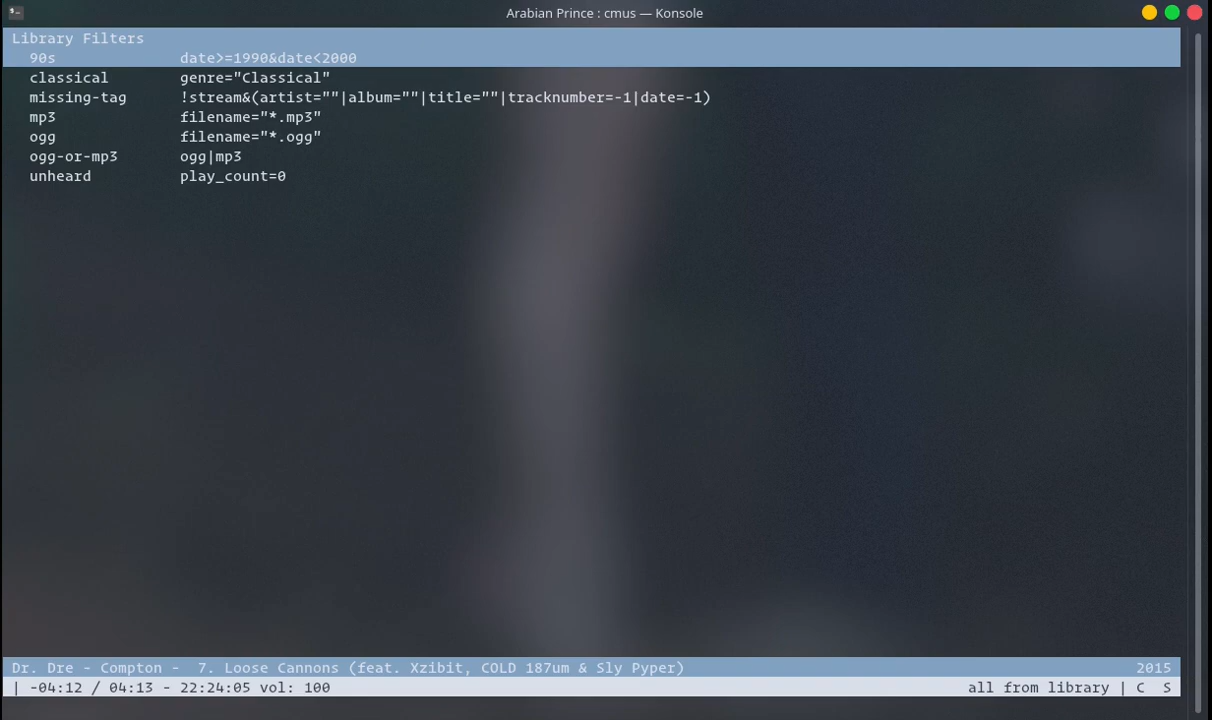 Arabian Prince : cmus — Konsole
Library Filters
90s date>=1990&date<2000
classical genre="Classical"
missing-tag !stream&(artist=""|album=""|title=""|tracknumber=-1|date=-1)
mp3 filename="*.mp3"
ogg filename="*.ogg"
ogg-or-mp3 ogg|mp3
unheard play_count=0
Dr. Dre - Compton -  7. Loose Cannons (feat. Xzibit, COLD 187um & Sly Pyper) 2015
| -04:12 / 04:13 - 22:24:05 vol: 100 all from library | C  S